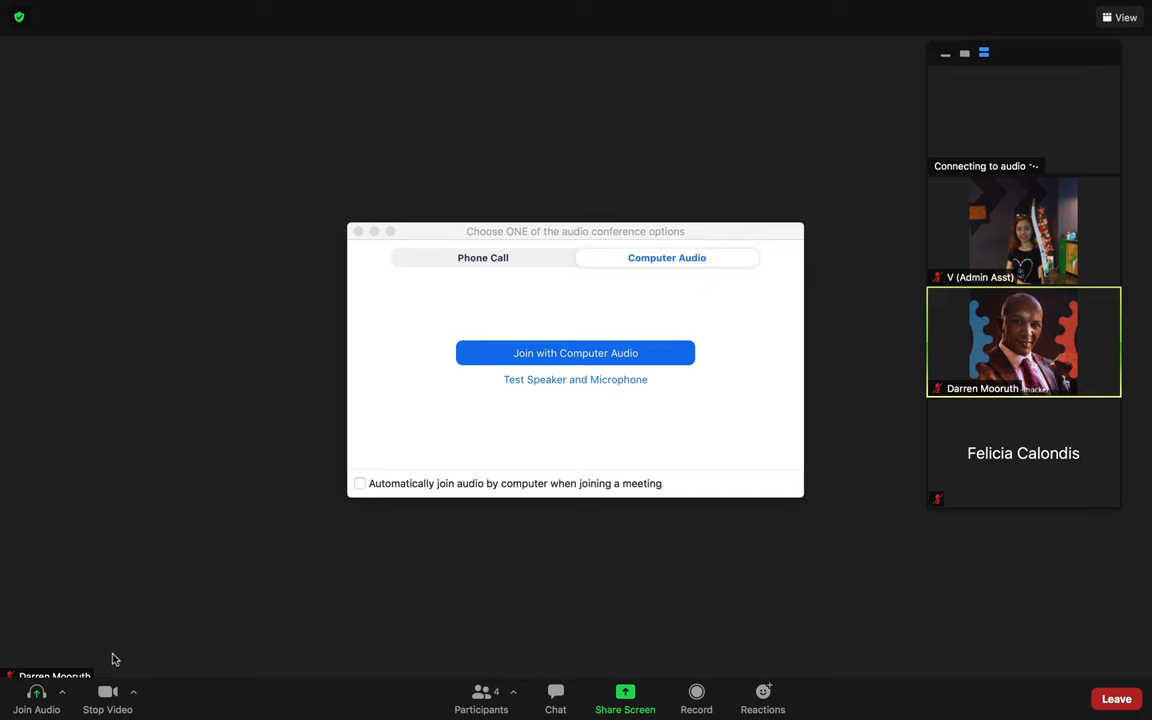 View
Connecting to audio
Choose ONE of the audio conference options
Phone Call
Computer Audio
V (Admin Asst)
Join with Computer Audio
Test Speaker and Microphone
Darren Mooruth
Felicia Calondis
Automatically join audio by computer when joining a meeting
Darren Mooruth
Join Audio
Stop Video
4
Participants
Chat
Share Screen
Record
Reactions
Leave